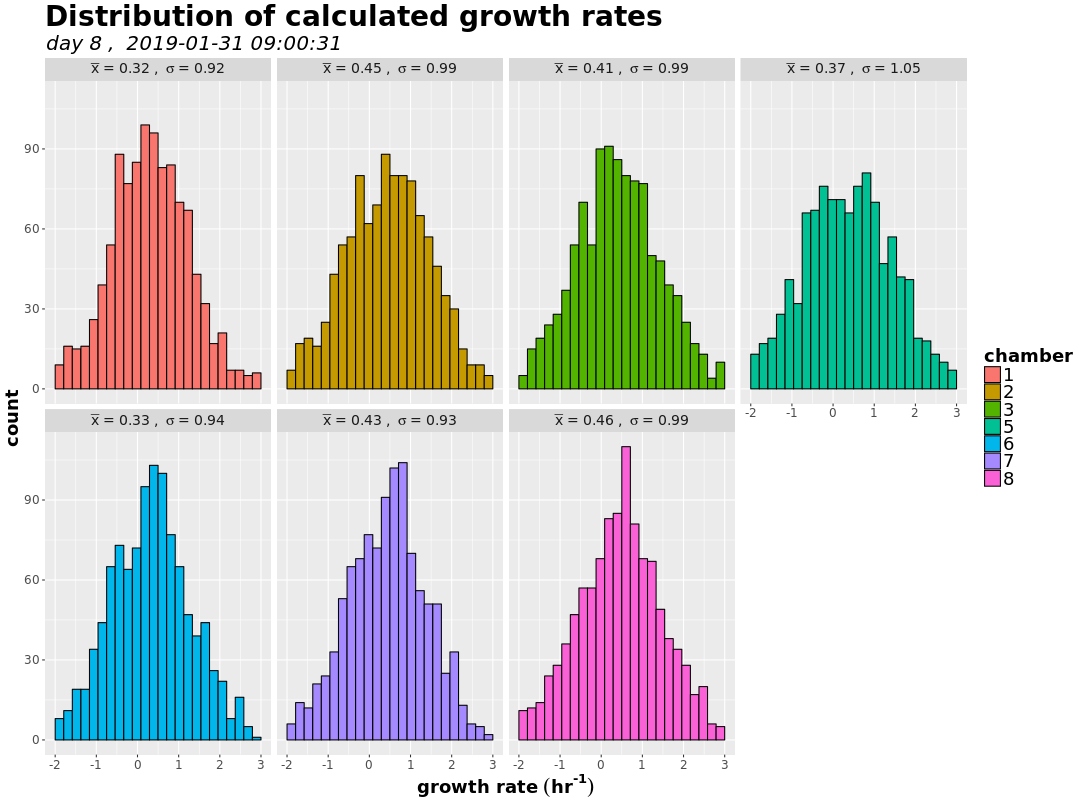 Distribution of calculated growth rates
day 8 , 2019-01-31 09:00:31
x̅ = 0.32 , σ = 0.92
x̅ = 0.45 , σ = 0.99
x̅ = 0.41 , σ = 0.99
x̅ = 0.37 , σ = 1.05
90
60
30
0
-2 -1 0 1 2 3
count
x̅ = 0.33 , σ = 0.94
x̅ = 0.43 , σ = 0.93
x̅ = 0.46 , σ = 0.99
90
60
30
0
-2 -1 0 1 2 3
-2 -1 0 1 2 3
-2 -1 0 1 2 3
growth rate (hr⁻¹)
chamber
1
2
3
5
6
7
8